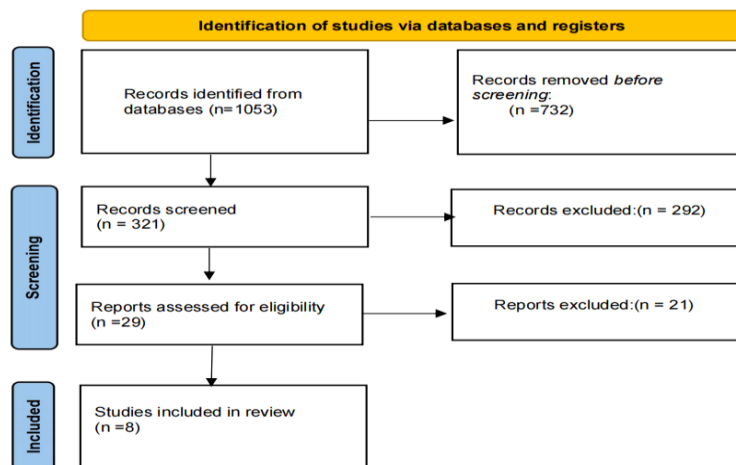 Identification of studies via databases and registers
Identification
Records identified from
databases (n=1053)
Records removed before
screening:
(n =732)
Screening
Records screened
(n = 321)
Records excluded:(n = 292)
Reports assessed for eligibility
(n =29)
Reports excluded:(n = 21)
Included
Studies included in review
(n =8)